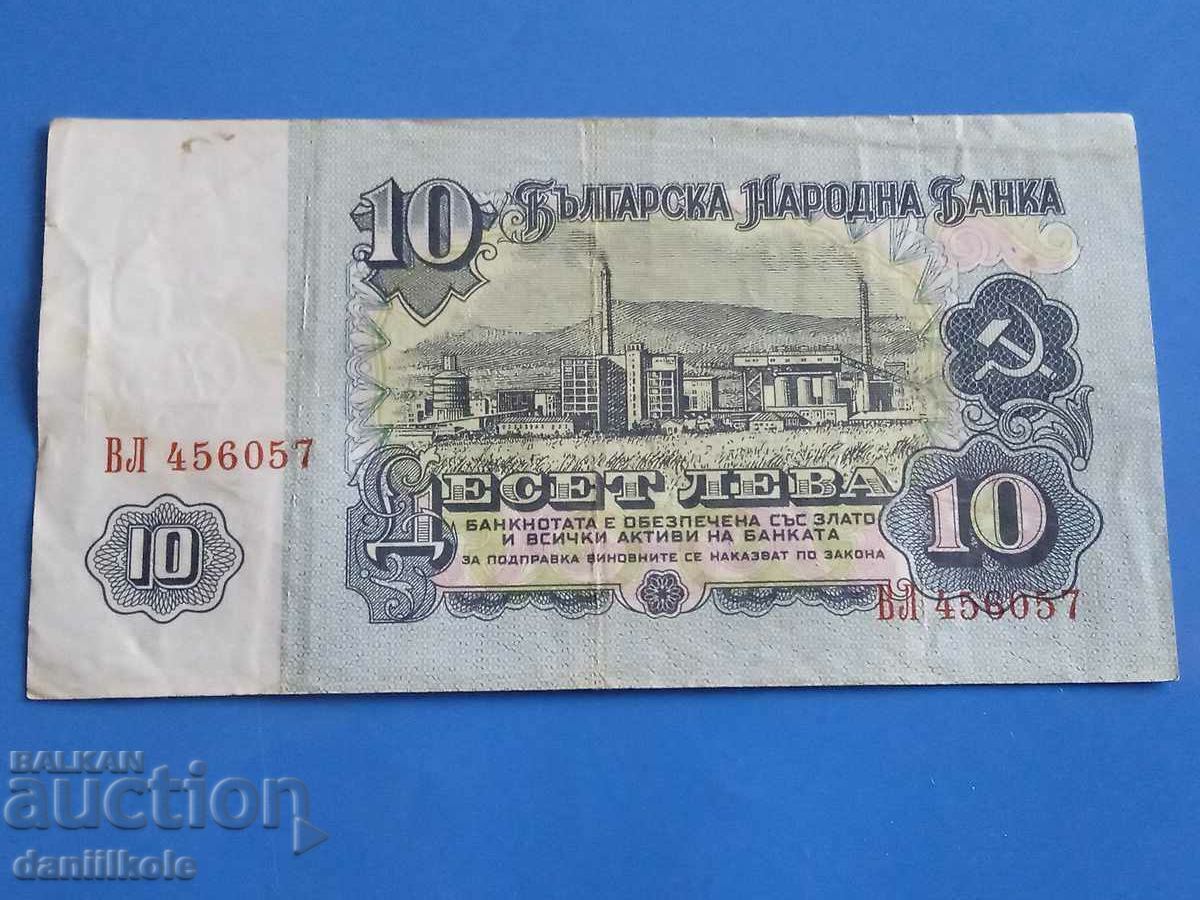 10 БЪЛГАРСКА НАРОДНА БАНКА
ВЛ 456057
ДЕСЕТ ЛЕВА
10
БАНКНОТАТА Е ОБЕЗПЕЧЕНА СЪС ЗЛАТО
И ВСИЧКИ АКТИВИ НА БАНКАТА
ЗА ПОДПРАВКА ВИНОВНИТЕ СЕ НАКАЗВАТ ПО ЗАКОНА
10
ВЛ 456057
BALKAN
auction
daniilkole